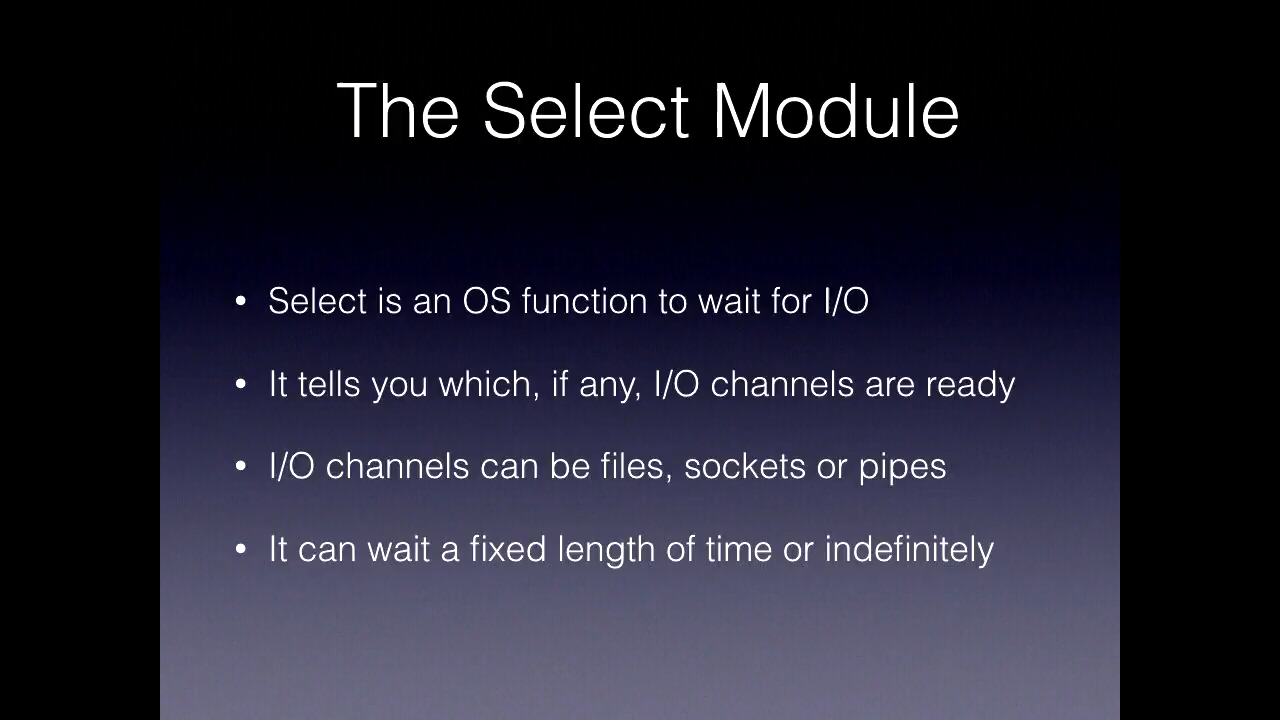 The Select Module
• Select is an OS function to wait for I/O
• It tells you which, if any, I/O channels are ready
• I/O channels can be files, sockets or pipes
• It can wait a fixed length of time or indefinitely